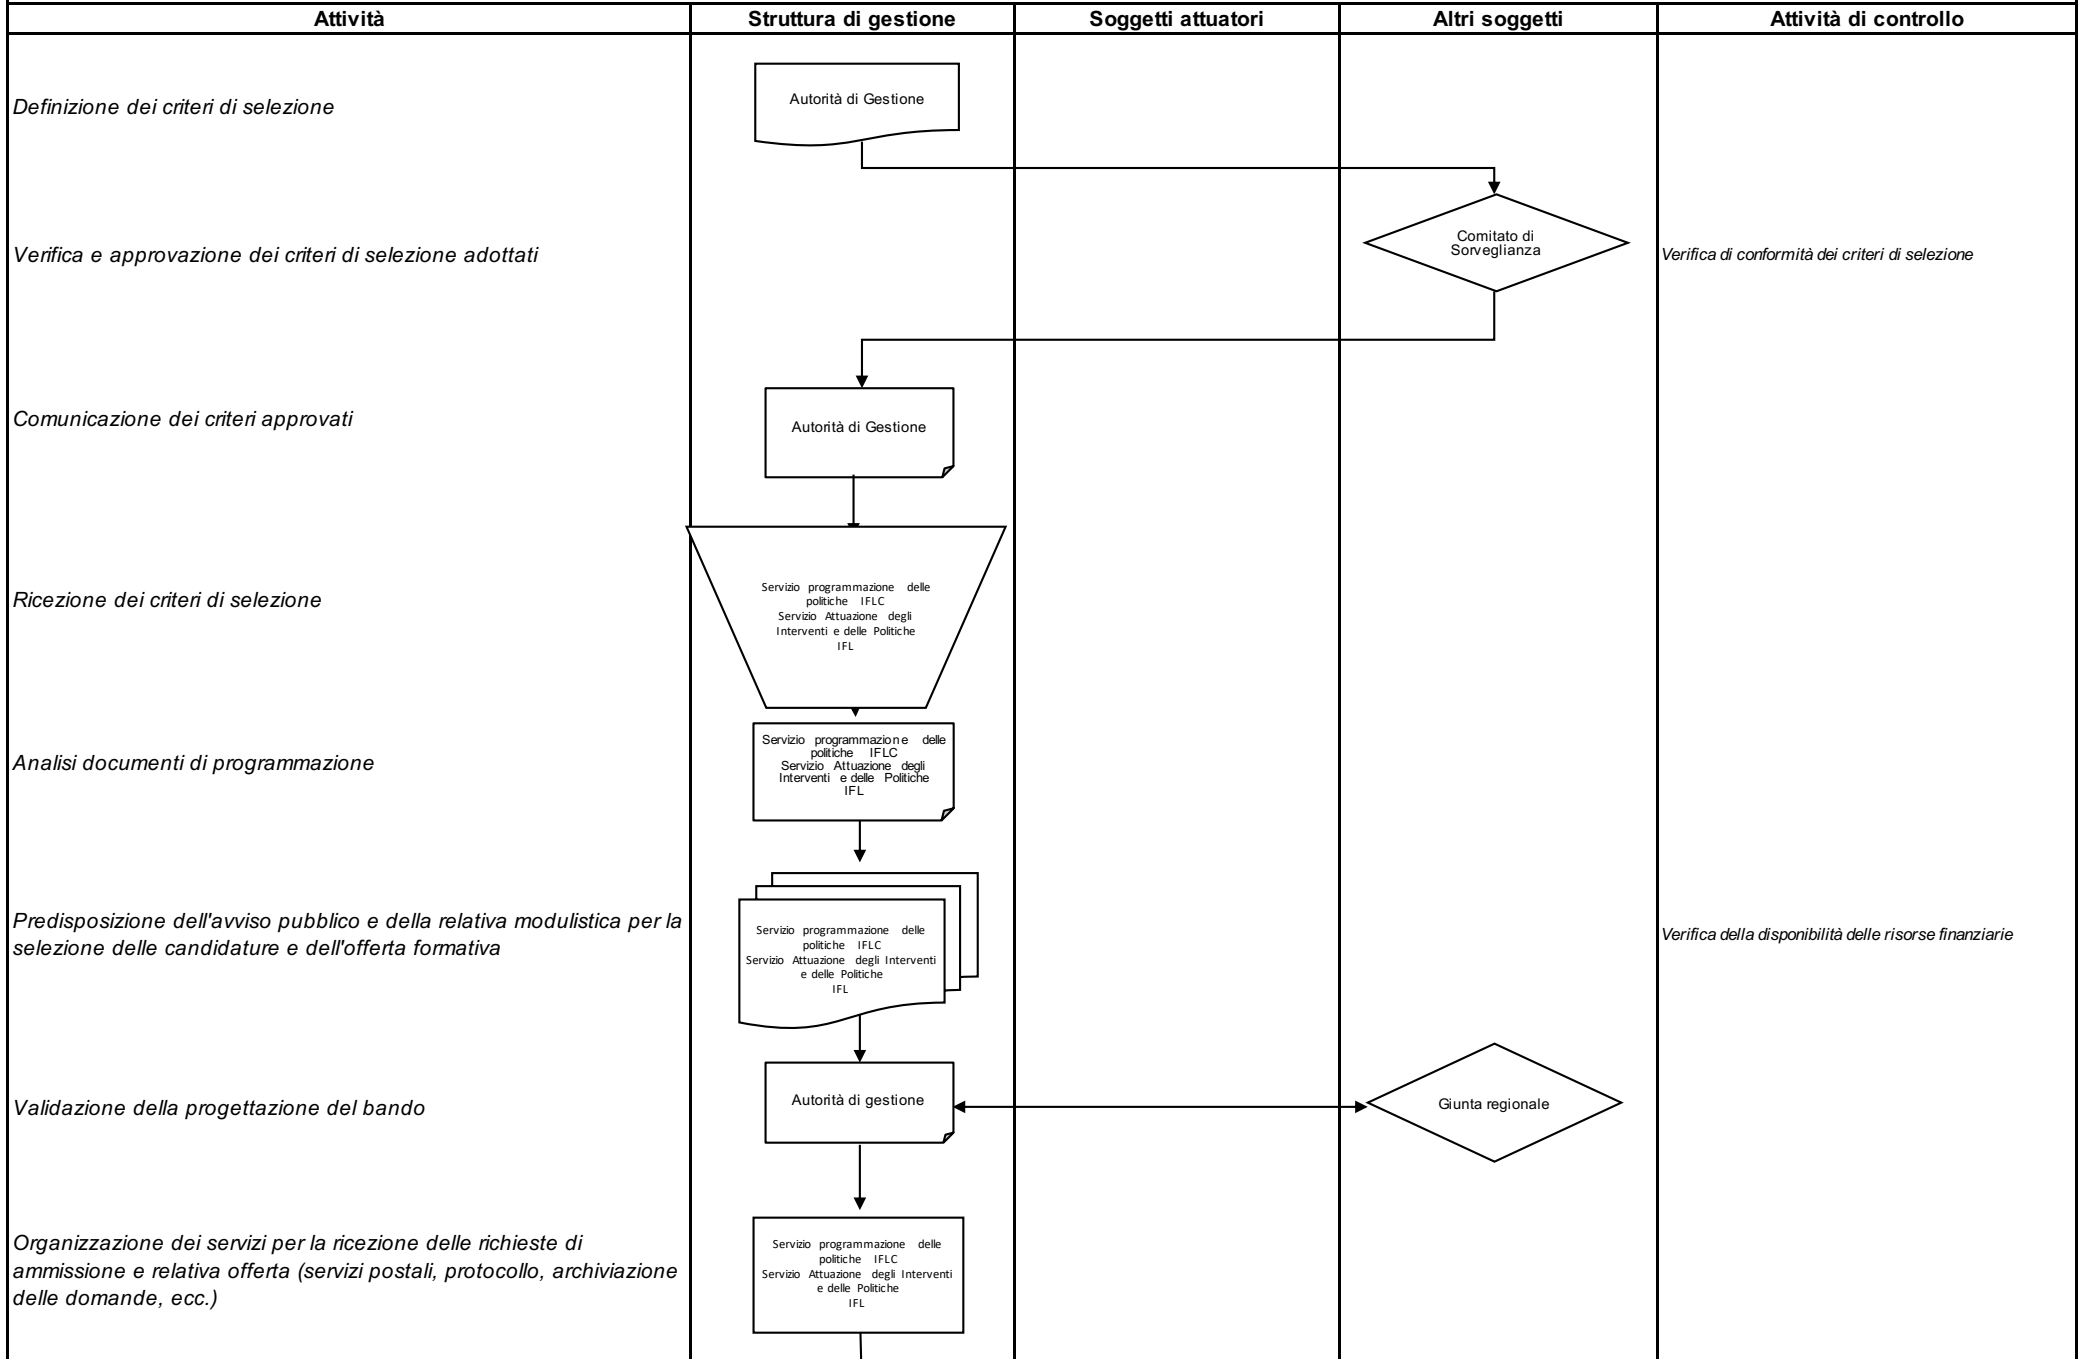 Attività
Struttura di gestione
Soggetti attuatori
Altri soggetti
Attività di controllo
Definizione dei criteri di selezione
Autorità di Gestione
Verifica e approvazione dei criteri di selezione adottati
Comitato di
Sorveglianza
Verifica di conformità dei criteri di selezione
Comunicazione dei criteri approvati
Autorità di Gestione
Ricezione dei criteri di selezione
Servizio programmazione delle
politiche IFLC
Servizio Attuazione degli
Interventi e delle Politiche
IFL
Analisi documenti di programmazione
Servizio programmazione delle
politiche IFLC
Servizio Attuazione degli
Interventi e delle Politiche
IFL
Predisposizione dell'avviso pubblico e della relativa modulistica per la
selezione delle candidature e dell'offerta formativa
Servizio programmazione delle
politiche IFLC
Servizio Attuazione degli Interventi
e delle Politiche
IFL
Verifica della disponibilità delle risorse finanziarie
Validazione della progettazione del bando
Autorità di gestione
Giunta regionale
Organizzazione dei servizi per la ricezione delle richieste di
ammissione e relativa offerta (servizi postali, protocollo, archiviazione
delle domande, ecc.)
Servizio programmazione delle
politiche IFLC
Servizio Attuazione degli Interventi
e delle Politiche
IFL